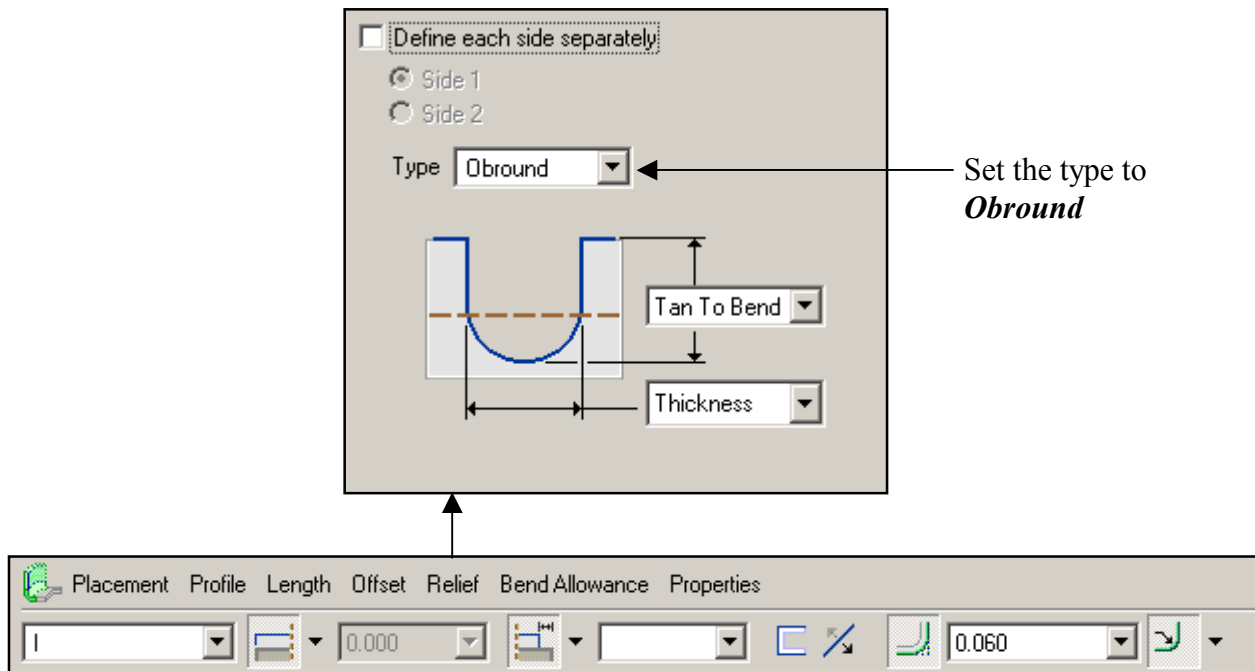 Define each side separately
Side 1
Side 2
Type Obround
Set the type to
Obround
Tan To Bend
Thickness
Placement Profile Length Offset Relief Bend Allowance Properties
I 0.000 0.060